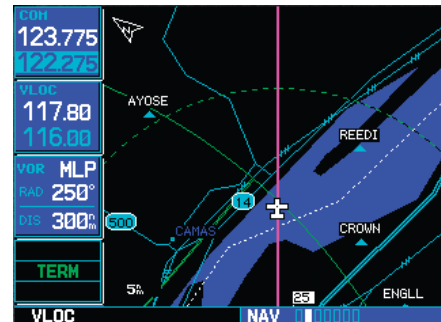 COM
123.775
122.275
VLOC
117.80
116.00
VOR MLP
RAD 250°
DIS 300nm
TERM
VLOC
N
AYOSE
REEDI
14
500
CAMAS
CROWN
5nm
25
ENGLL
NAV